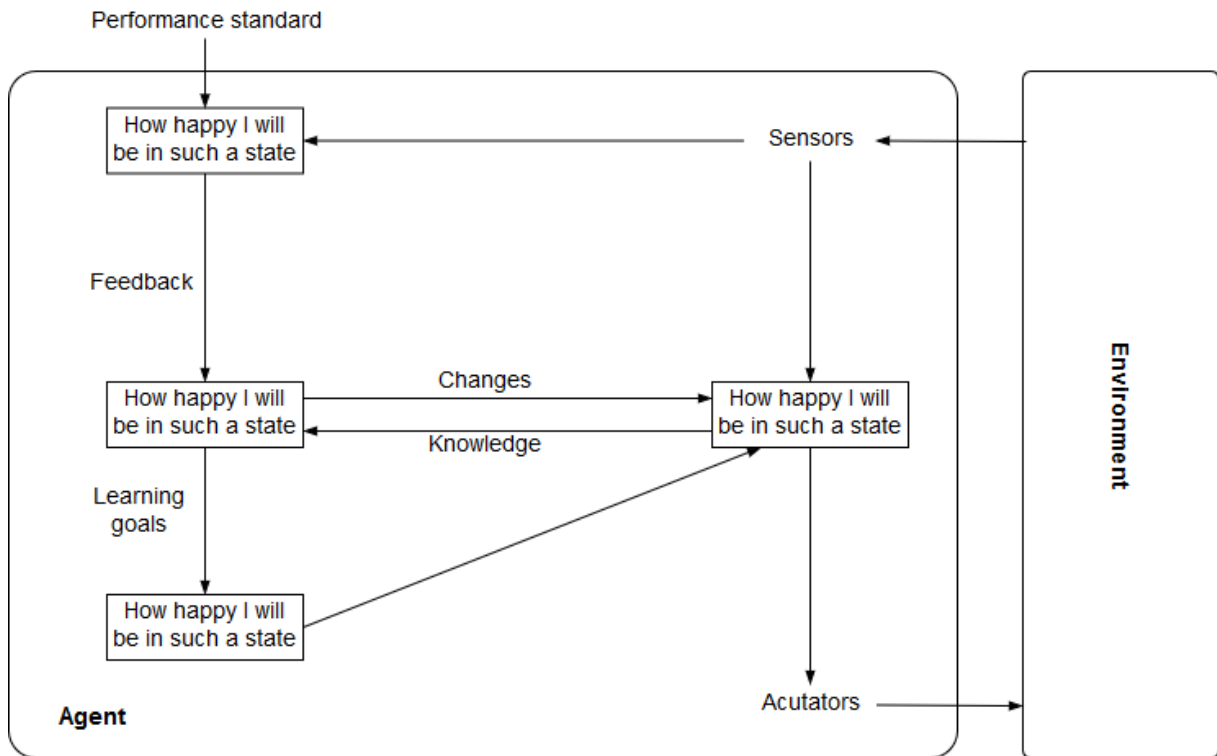 Performance standard
How happy I will
be in such a state
Sensors
Feedback
How happy I will
be in such a state
Changes
Knowledge
How happy I will
be in such a state
Environment
Learning
goals
How happy I will
be in such a state
Agent
Acutators